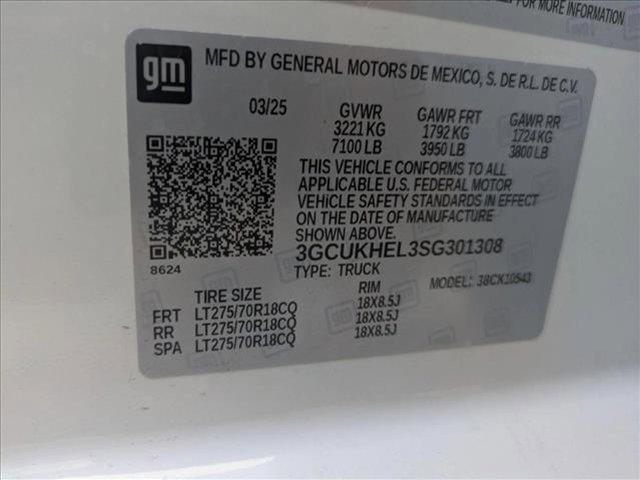 FOR MORE INFORMATION
gm
MFD BY GENERAL MOTORS DE MEXICO, S. DE R.L. DE C.V.
03/25 GVWR GAWR FRT GAWR RR
3221 KG 1792 KG 1724 KG
7100 LB 3950 LB 3800 LB
THIS VEHICLE CONFORMS TO ALL
APPLICABLE U.S. FEDERAL MOTOR
VEHICLE SAFETY STANDARDS IN EFFECT
ON THE DATE OF MANUFACTURE
SHOWN ABOVE.
3GCUKHEL3SG301308
8624
TYPE: TRUCK MODEL: 38CK10543
TIRE SIZE RIM
FRT LT275/70R18CQ 18X8.5J
RR LT275/70R18CQ 18X8.5J
SPA LT275/70R18CQ 18X8.5J